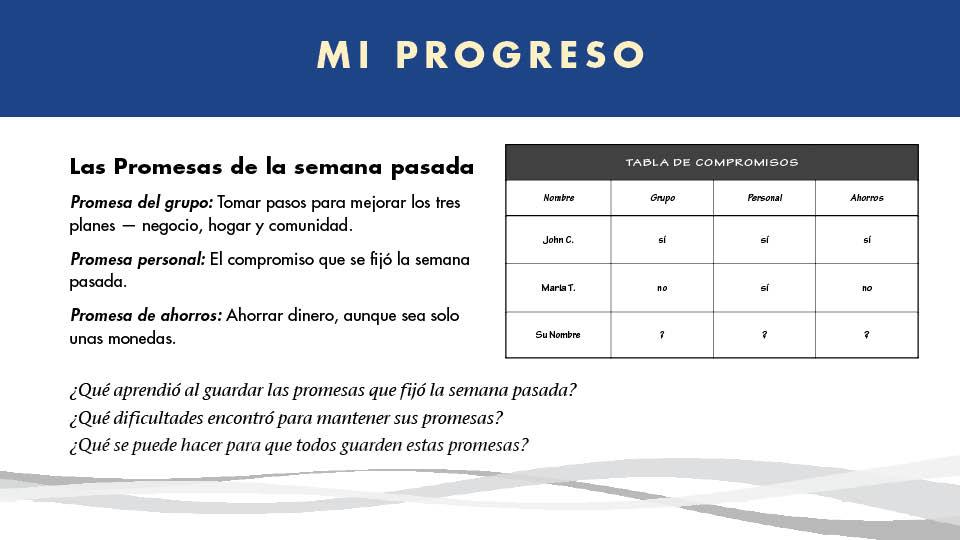 MI PROGRESO
Las Promesas de la semana pasada
Promesa del grupo: Tomar pasos para mejorar los tres
planes — negocio, hogar y comunidad.
Promesa personal: El compromiso que se fijó la semana
pasada.
Promesa de ahorros: Ahorrar dinero, aunque sea solo
unas monedas.
TABLA DE COMPROMISOS
Nombre Grupo Personal Ahorros
John C. sí sí sí
Maria T. no sí no
Su Nombre ? ? ?
¿Qué aprendió al guardar las promesas que fijó la semana pasada?
¿Qué dificultades encontró para mantener sus promesas?
¿Qué se puede hacer para que todos guarden estas promesas?